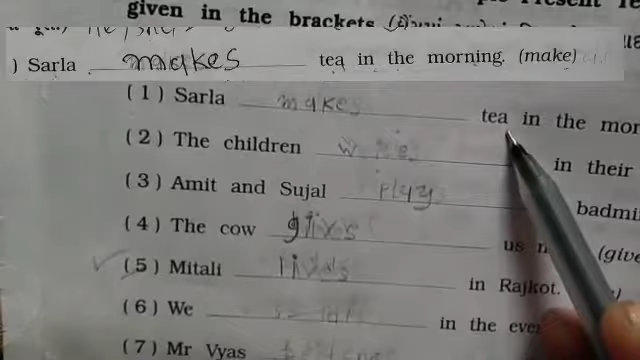 given in the brackets
) Sarla makes tea in the morning. (make)
(1) Sarla makes tea in the mor
(2) The children in their
(3) Amit and Sujal play badmi
(4) The cow gives us (give
(5) Mitali lives in Rajkot.
(6) We in the eve
(7) Mr Vyas